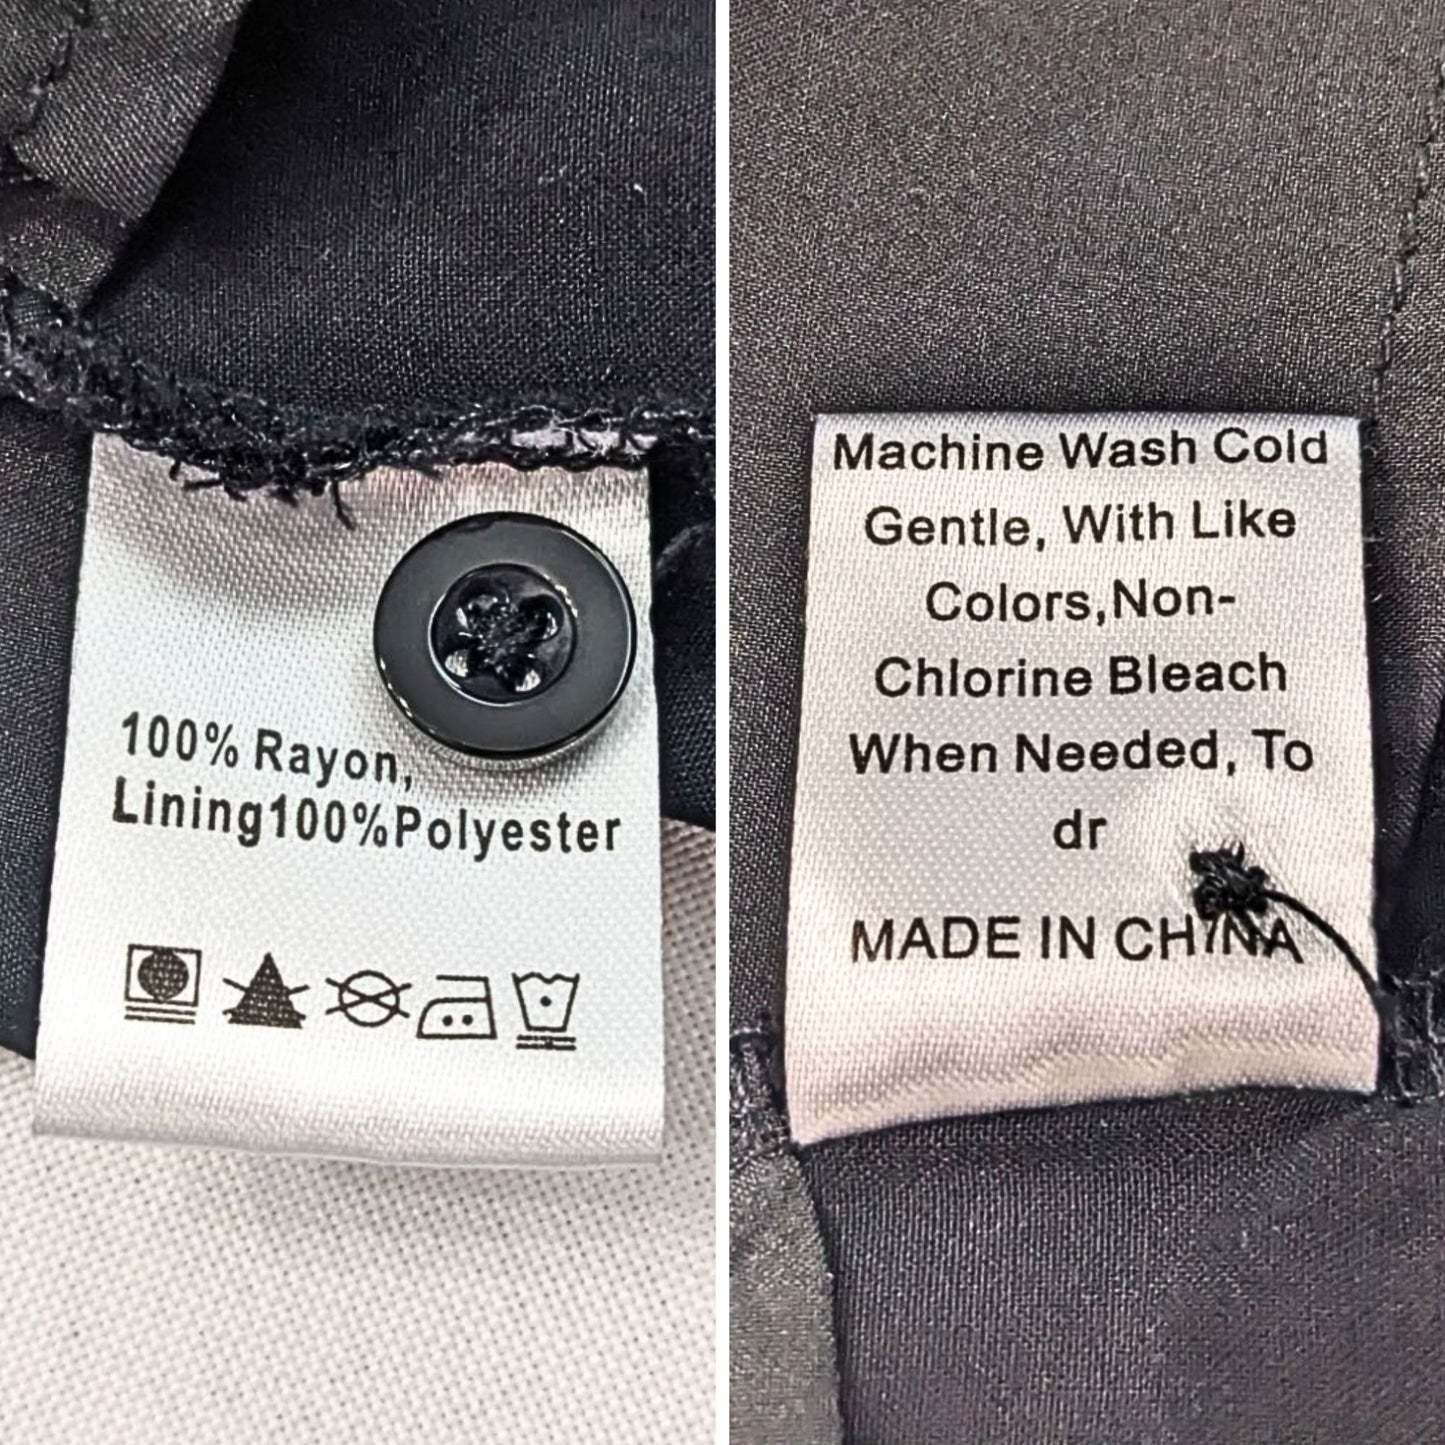 100% Rayon,
Lining100%Polyester
Machine Wash Cold
Gentle, With Like
Colors,Non-
Chlorine Bleach
When Needed, To
dr
MADE IN CHINA